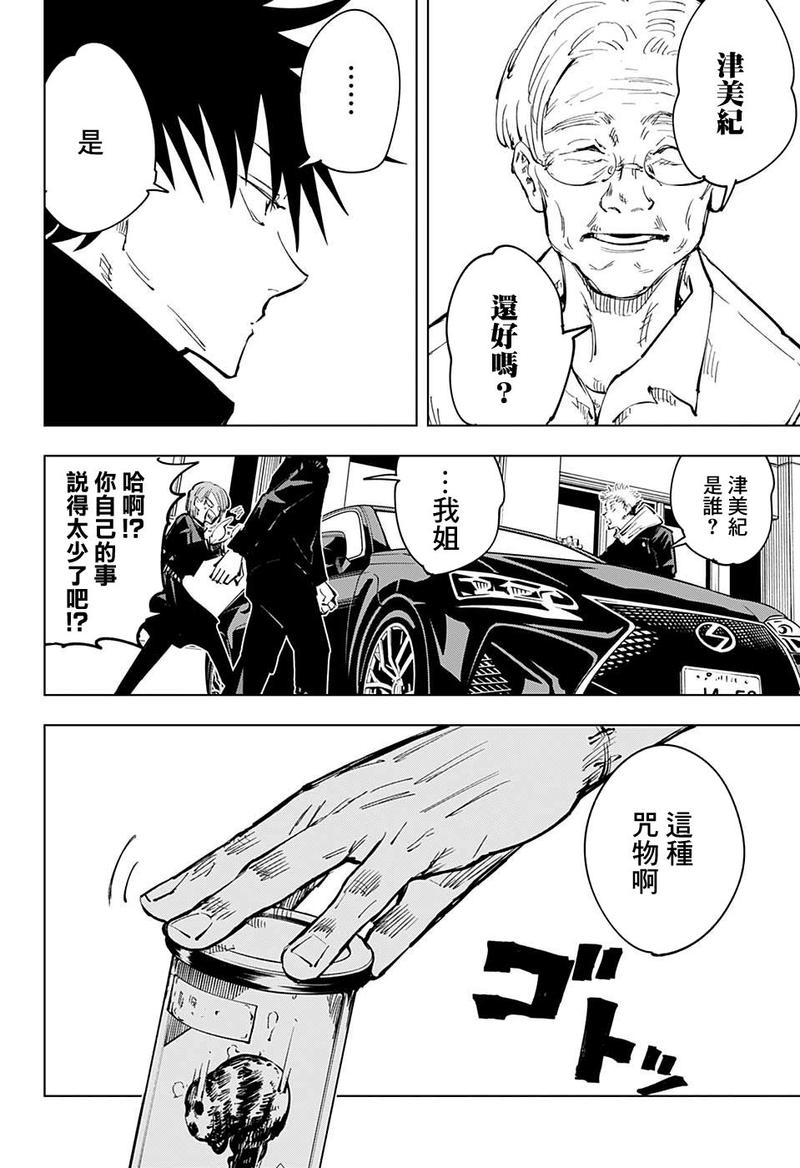 津美紀
還好嗎？
……
是
津美紀
是誰？
…我姐
哈啊!?
你自己的事
說得太少了吧!?
這種
咒物啊
ゴトッ